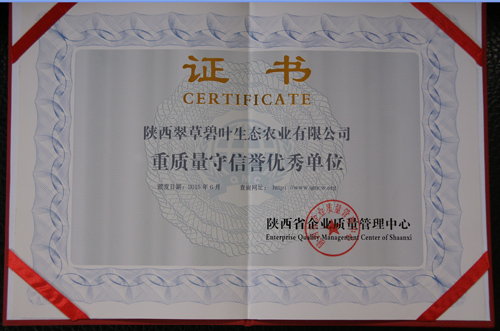 证书
CERTIFICATE
陕西翠草碧叶生态农业有限公司
重质量守信誉优秀单位
陕西省企业质量管理中心
Enterprise Quality Management Center of Shaanxi